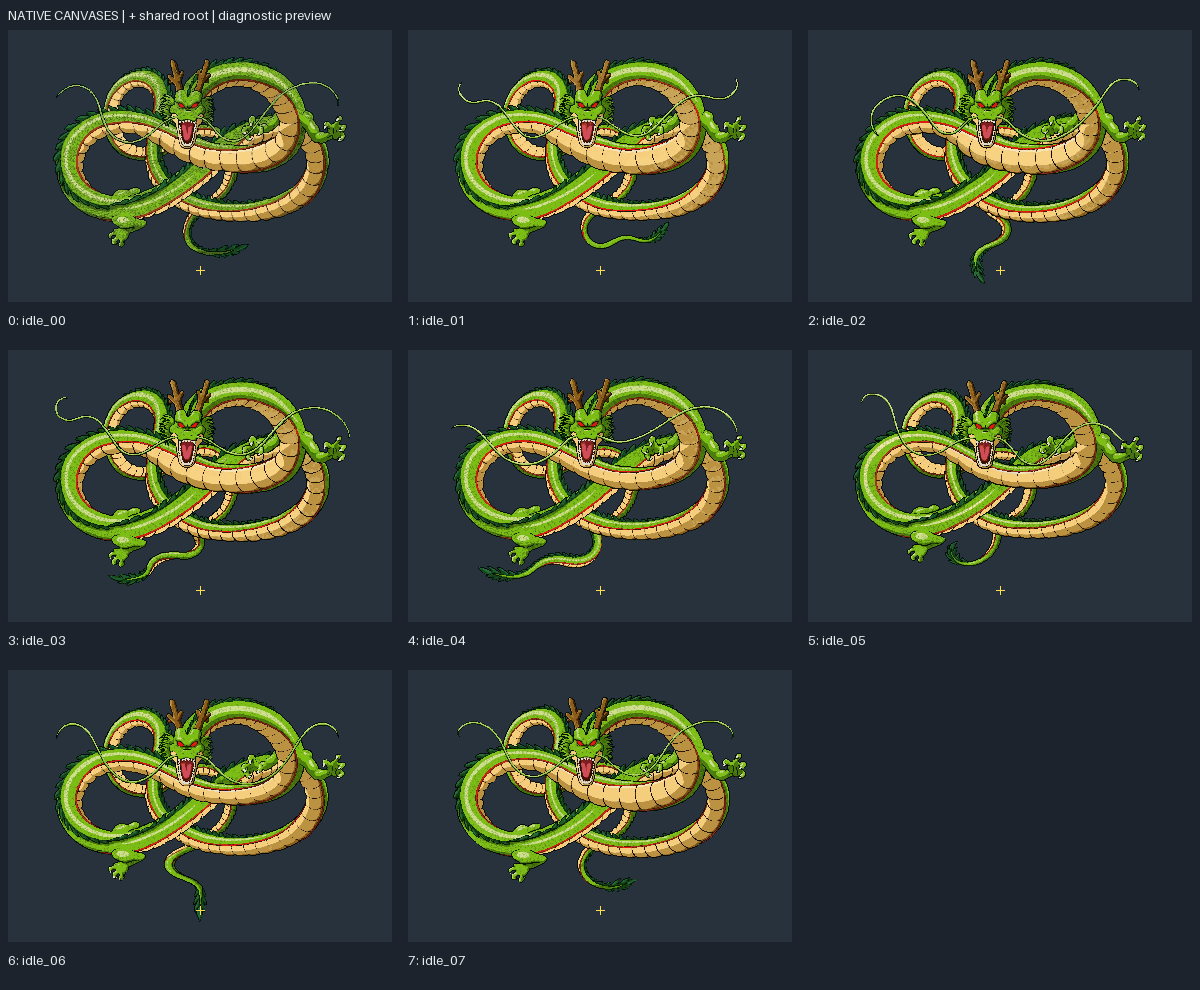 NATIVE CANVASES | + shared root | diagnostic preview
0: idle_00
1: idle_01
2: idle_02
3: idle_03
4: idle_04
5: idle_05
6: idle_06
7: idle_07